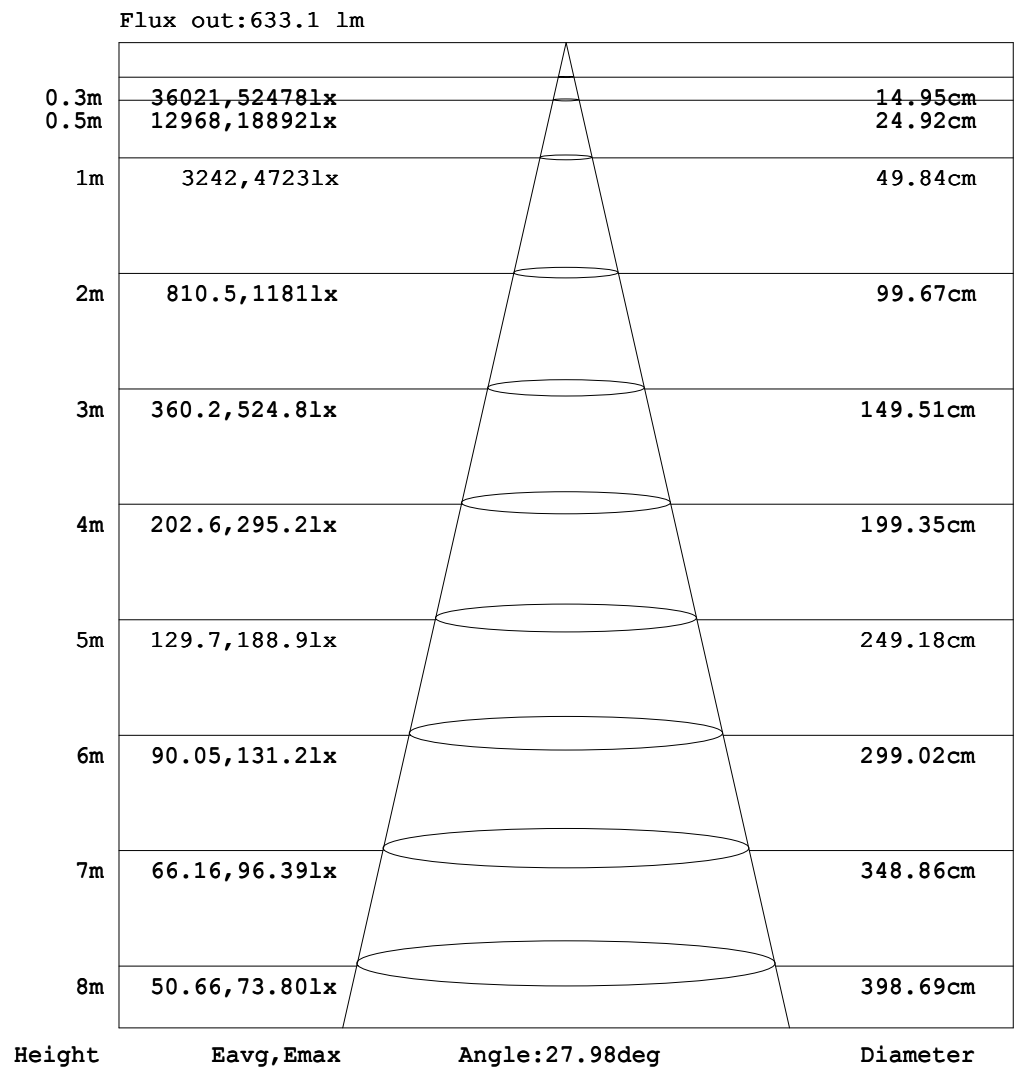 Flux out:633.1 lm
0.3m 36021,52478lx 14.95cm
0.5m 12968,18892lx 24.92cm
1m 3242,4723lx 49.84cm
2m 810.5,1181lx 99.67cm
3m 360.2,524.8lx 149.51cm
4m 202.6,295.2lx 199.35cm
5m 129.7,188.9lx 249.18cm
6m 90.05,131.2lx 299.02cm
7m 66.16,96.39lx 348.86cm
8m 50.66,73.80lx 398.69cm
Height Eavg,Emax Angle:27.98deg Diameter